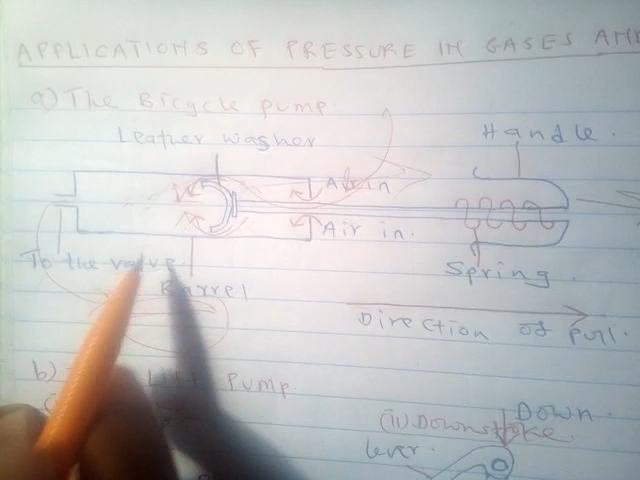 APPLICATIONS OF PRESSURE IN GASES AND
a) The Bicycle pump
Leather washer
Handle.
Air in
Air in.
To the valve
Spring.
Barrel
Direction of pull.
b) Lift Pump.
Down.
(ii) Downstoke.
lever.